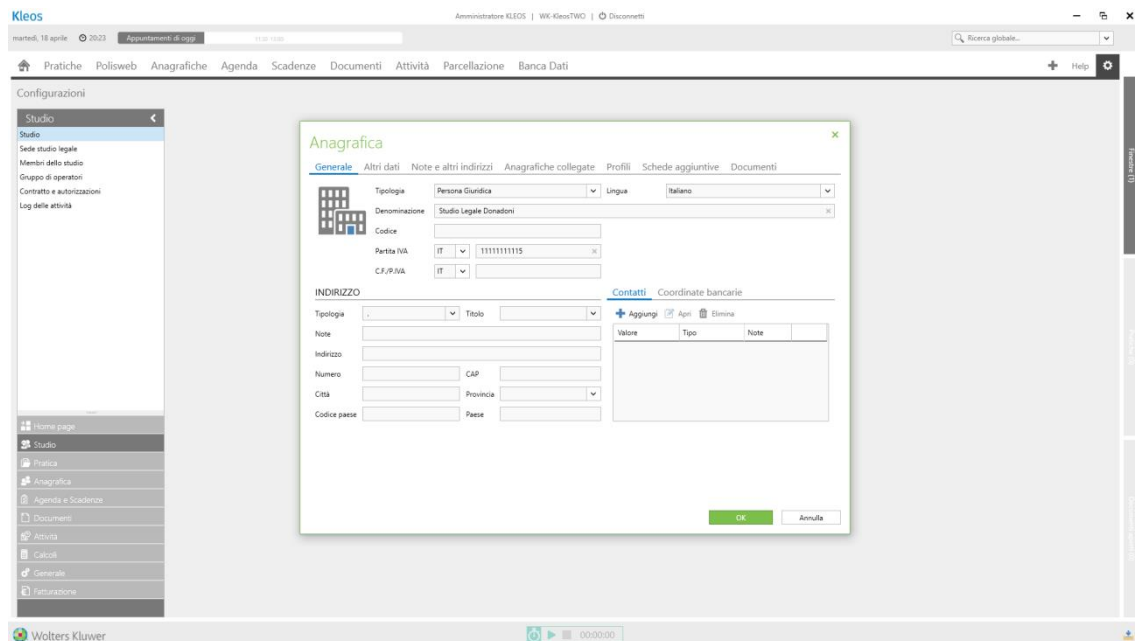 Kleos
Amministratore KLEOS | WK-KleosTWO | Disconnetti
martedì, 18 aprile 20:23 Appuntamenti di oggi
Ricerca globale...
Pratiche Polisweb Anagrafiche Agenda Scadenze Documenti Attività Parcellazione Banca Dati Help
Configurazioni
Studio
Studio
Sede studio legale
Membri dello studio
Gruppo di operatori
Contratto e autorizzazioni
Log delle attività
Home page
Studio
Pratica
Anagrafica
Agenda e Scadenze
Documenti
Attività
Calcoli
Generale
Fatturazione
Anagrafica
Generale Altri dati Note e altri indirizzi Anagrafiche collegate Profili Schede aggiuntive Documenti
Tipologia Persona Giuridica Lingua Italiano
Denominazione Studio Legale Donadoni
Codice
Partita IVA IT 11111111115
C.F./P.IVA IT
INDIRIZZO
Tipologia . Titolo
Note
Indirizzo
Numero CAP
Città Provincia
Codice paese Paese
Contatti Coordinate bancarie
Aggiungi Apri Elimina
Valore Tipo Note
OK Annulla
Finestre (1)
Wolters Kluwer
00:00:00